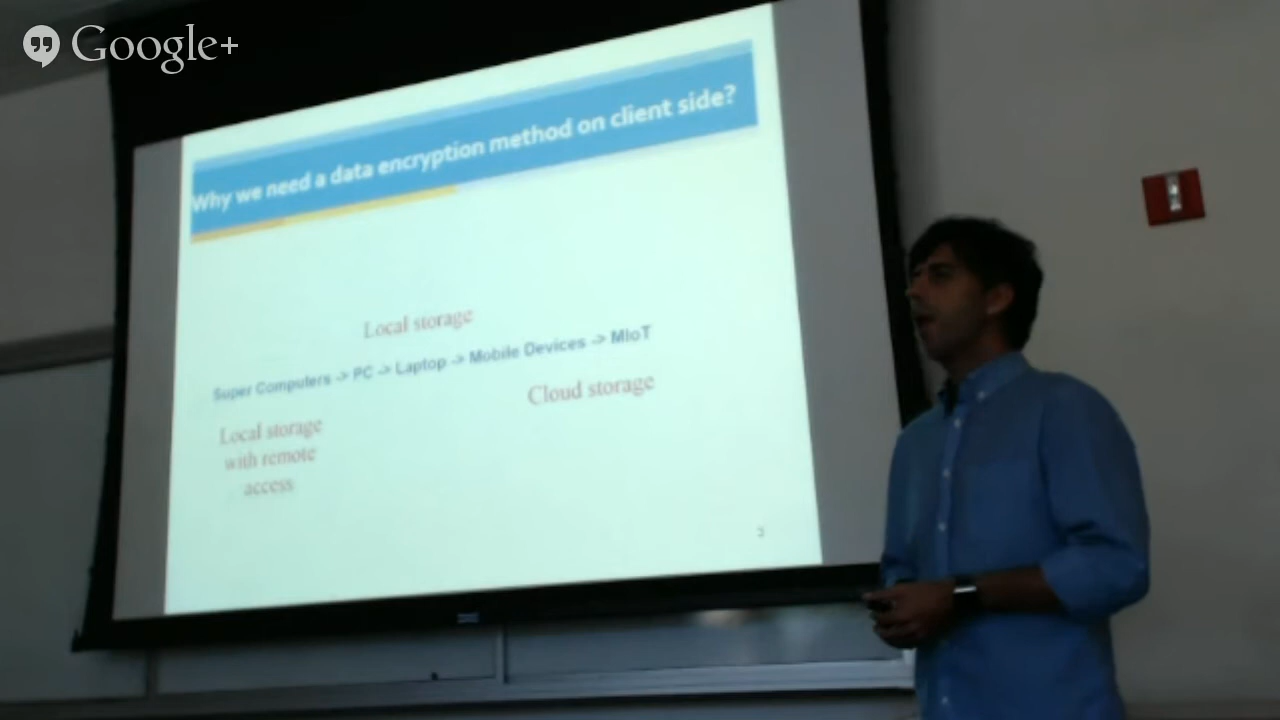 Google+
Why we need a data encryption method on client side?
Local storage
Super Computers -> PC -> Laptop -> Mobile Devices -> MIoT
Cloud storage
Local storage
with remote
access